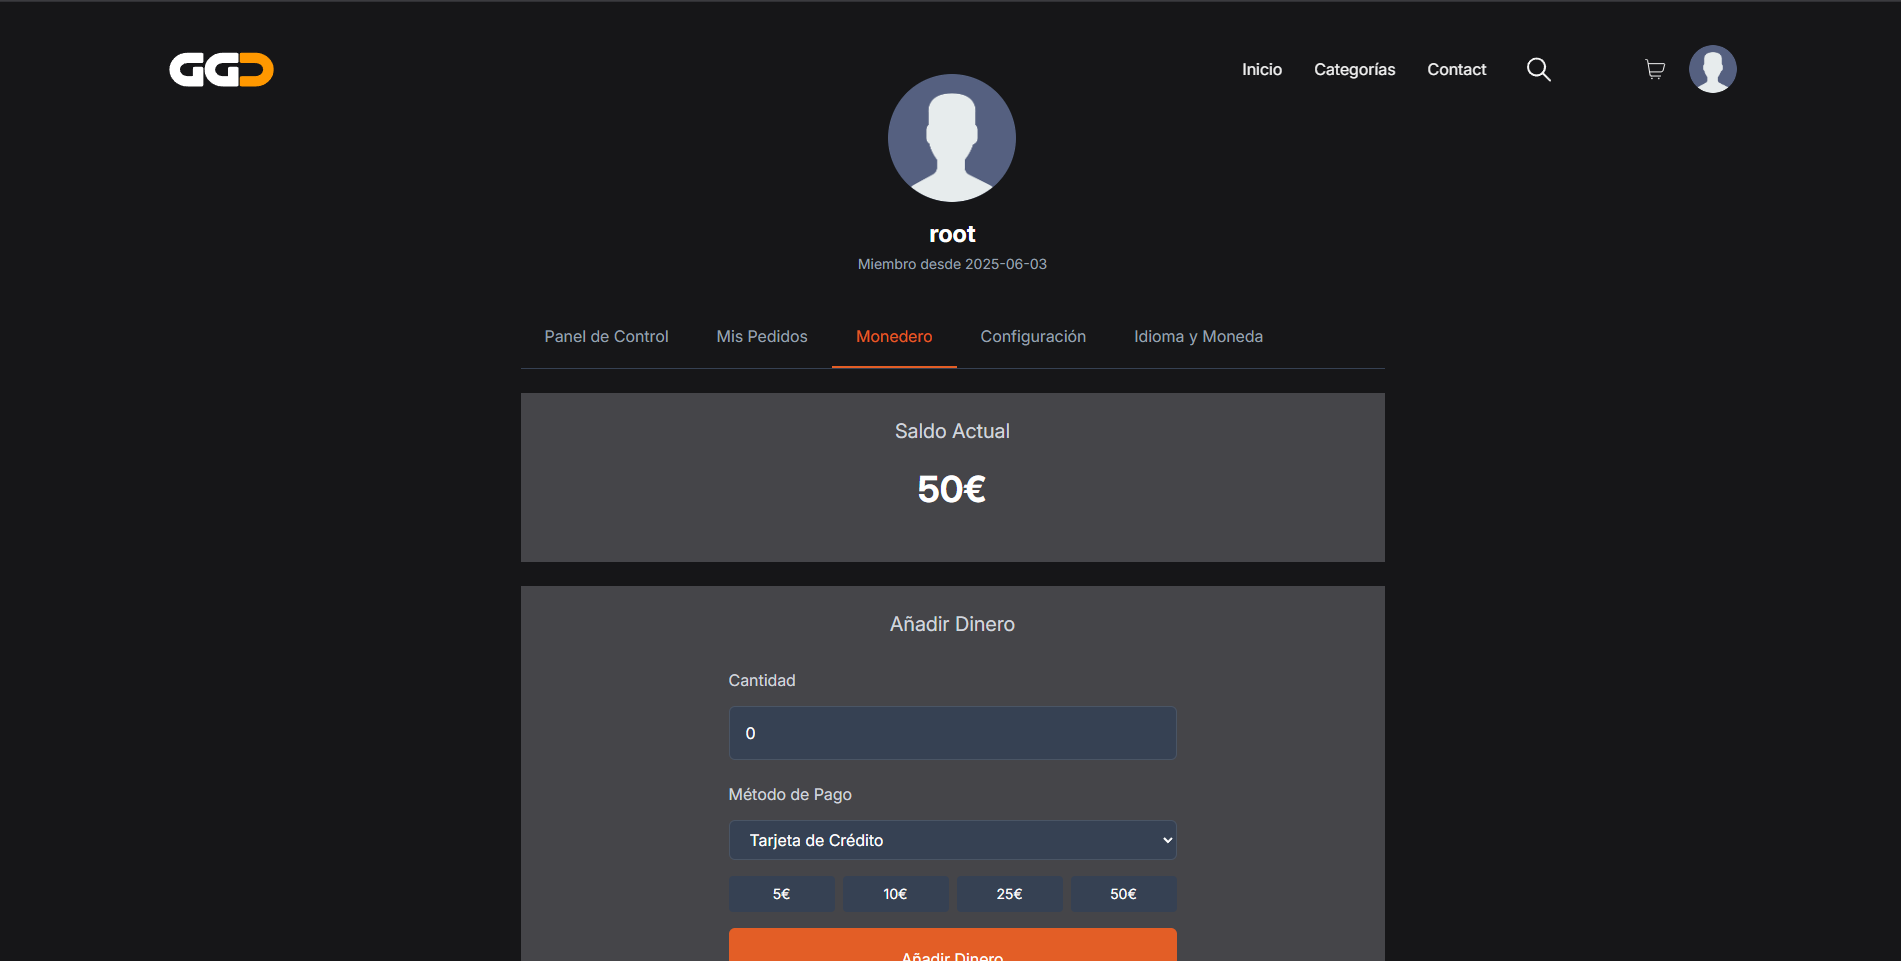 GGD
Inicio Categorías Contact
root
Miembro desde 2025-06-03
Panel de Control Mis Pedidos Monedero Configuración Idioma y Moneda
Saldo Actual
50€
Añadir Dinero
Cantidad
0
Método de Pago
Tarjeta de Crédito
5€ 10€ 25€ 50€
Añadir Dinero